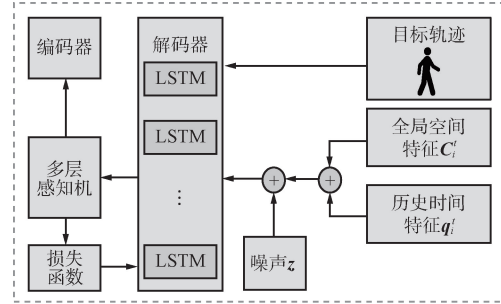 编码器
解码器
LSTM
LSTM
⋮
LSTM
多层
感知机
损失
函数
目标轨迹
全局空间
特征C_i^t
历史时间
特征q_i^t
+
+
噪声z